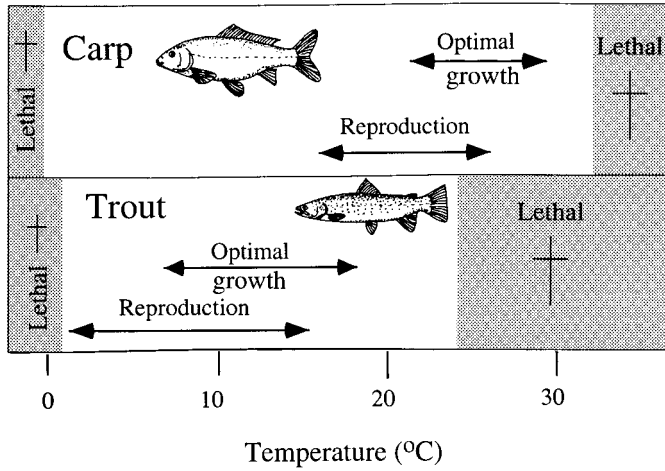 Carp
Optimal
growth
Lethal
Lethal
Reproduction
Trout
Lethal
Optimal
growth
Lethal
Reproduction
0 10 20 30
Temperature (°C)